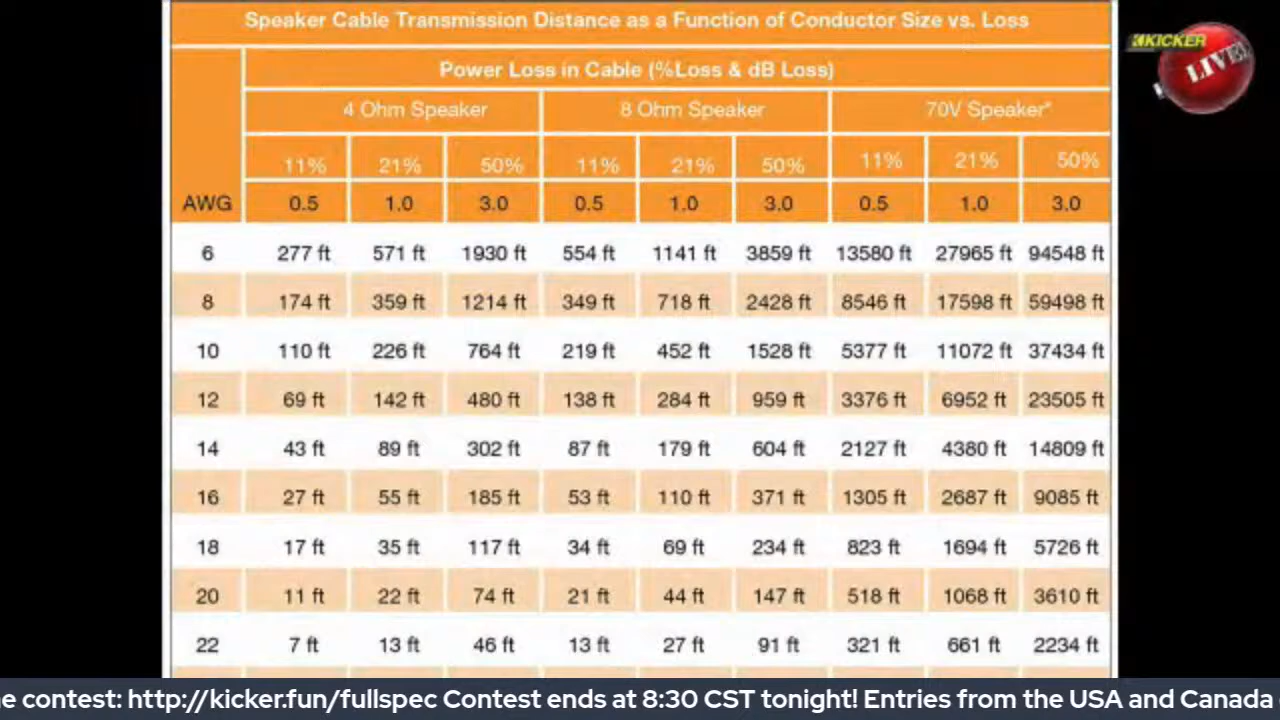 Speaker Cable Transmission Distance as a Function of Conductor Size vs. Loss
KICKER
LIVE!
Power Loss in Cable (%Loss & dB Loss)
4 Ohm Speaker 8 Ohm Speaker 70V Speaker*
11% 21% 50% 11% 21% 50% 11% 21% 50%
AWG 0.5 1.0 3.0 0.5 1.0 3.0 0.5 1.0 3.0
6 277 ft 571 ft 1930 ft 554 ft 1141 ft 3859 ft 13580 ft 27965 ft 94548 ft
8 174 ft 359 ft 1214 ft 349 ft 718 ft 2428 ft 8546 ft 17598 ft 59498 ft
10 110 ft 226 ft 764 ft 219 ft 452 ft 1528 ft 5377 ft 11072 ft 37434 ft
12 69 ft 142 ft 480 ft 138 ft 284 ft 959 ft 3376 ft 6952 ft 23505 ft
14 43 ft 89 ft 302 ft 87 ft 179 ft 604 ft 2127 ft 4380 ft 14809 ft
16 27 ft 55 ft 185 ft 53 ft 110 ft 371 ft 1305 ft 2687 ft 9085 ft
18 17 ft 35 ft 117 ft 34 ft 69 ft 234 ft 823 ft 1694 ft 5726 ft
20 11 ft 22 ft 74 ft 21 ft 44 ft 147 ft 518 ft 1068 ft 3610 ft
22 7 ft 13 ft 46 ft 13 ft 27 ft 91 ft 321 ft 661 ft 2234 ft
e contest: http://kicker.fun/fullspec Contest ends at 8:30 CST tonight! Entries from the USA and Canada